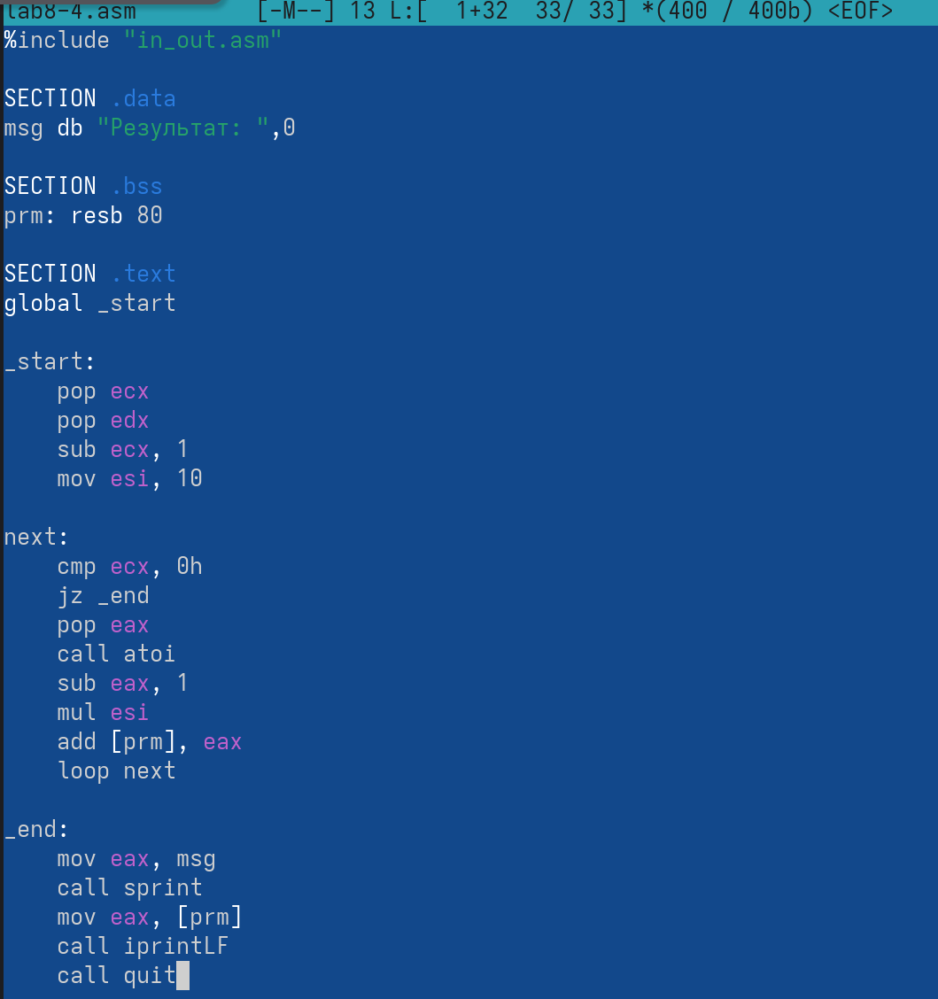 lab8-4.asm [-M--] 13 L:[ 1+32 33/ 33] *(400 / 400b) <EOF>
%include "in_out.asm"
SECTION .data
msg db "Результат: ",0
SECTION .bss
prm: resb 80
SECTION .text
global _start
_start:
pop ecx
pop edx
sub ecx, 1
mov esi, 10
next:
cmp ecx, 0h
jz _end
pop eax
call atoi
sub eax, 1
mul esi
add [prm], eax
loop next
_end:
mov eax, msg
call sprint
mov eax, [prm]
call iprintLF
call quit